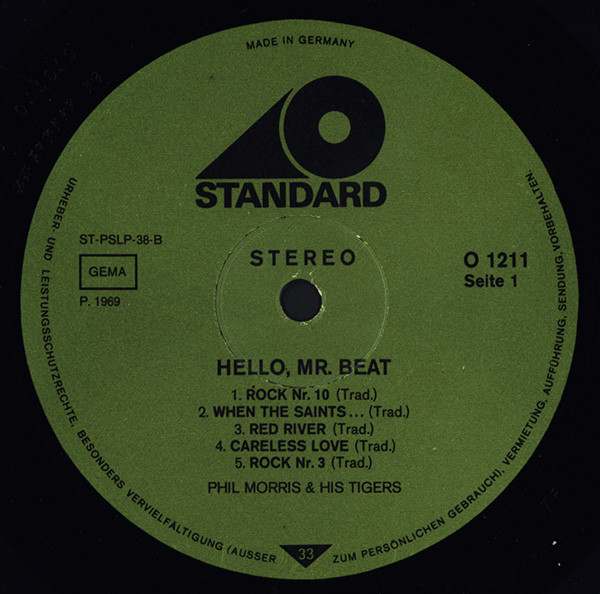 MADE IN GERMANY
STANDARD
ST-PSLP-38-B
STEREO
O 1211
GEMA
Seite 1
P. 1969
HELLO, MR. BEAT
1. ROCK Nr. 10 (Trad.)
2. WHEN THE SAINTS... (Trad.)
3. RED RIVER (Trad.)
4. CARELESS LOVE (Trad.)
5. ROCK Nr. 3 (Trad.)
PHIL MORRIS & HIS TIGERS
URHEBER- UND LEISTUNGSSCHUTZRECHTE, BESONDERS VERVIELFÄLTIGUNG (AUSSER ZUM PERSÖNLICHEN GEBRAUCH), VERMIETUNG, AUFFÜHRUNG, SENDUNG, VORBEHALTEN.
33